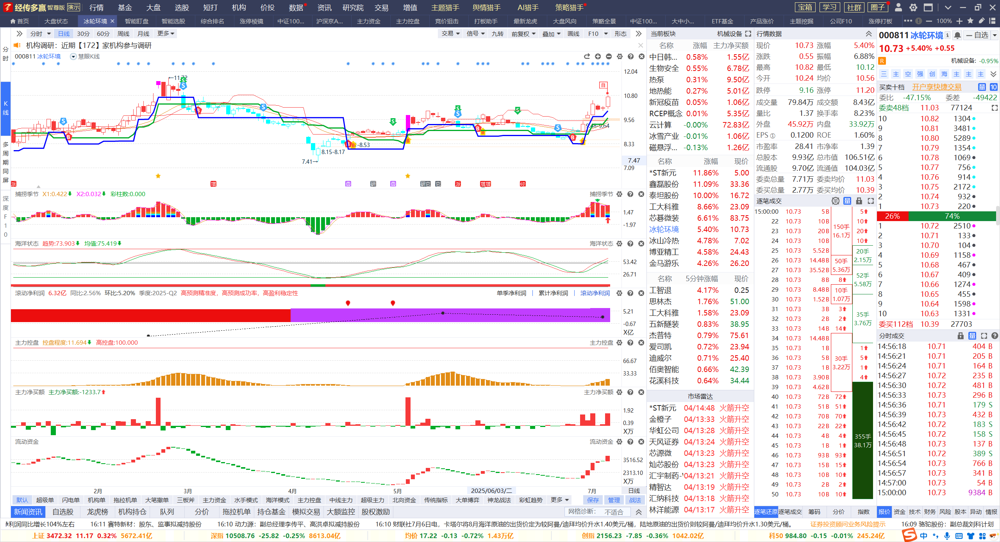 经传多赢 智尊版 演示 行情 基金 大盘 选股 短打 机构 价投 数据 资讯 研究院 交易 增值 主题猎手 舆情猎手 AI猎手 策略猎手 宝箱 学习 社群 圈子
首页 大盘状态 冰轮环境 智能盯盘 智能选股 综合排名 涨停棱镜 中证100... 沪深京A... 主力资金 主力控盘 竞价狙击 打板助手 最新龙虎 大盘风向 策略全景 中证100... 大中小... ETF基金 产品涨价 主题挖掘 公司F10 涨停打板 100%
分时 日线 30分 60分 周线 月线 更多 交易 信号 九转 前复权 叠加 画线 F10 形态
机构调研：近期【172】家机构参与调研
000811 冰轮环境 慧眼K线
分时
K线
多周期同屏
深度F10
12.04
10.80
9.56
8.33
7.47
7.09
←11.72
自
9.48-9.64
8.15-8.17
7.41→
-8.53
派 增 委 研 委 研 它 它 派 增 增 经
捕捞季节 X1:0.422 X2:0.032 彩柱数:0.000 捕捞季节
1.47
-1.97
海洋状态 趋势:73.903 均值:75.419 海洋状态
53.42
26.71
滚动净利润 6.32亿 同比:2.56% 环比:5.20% 季度:2025-Q2 高预测精准度，高预测成功率，高盈利稳定性 单季净利润 | 累计净利润 | 滚动净利润
5.21
-0.67
X亿
主力控盘 控盘程度:11.694 高控盘:100.000 主力控盘
66.67
33.33
主力净买额 主力净买额:-1233.7 主力净买额
1.92
0.39
X万
流动资金 流动资金
3516.52
2313.10
X万
2月 3月 4月 5月 2025/06/03/二 7月 日线
默认 超级单 闪电单 机构单 拖拉机单 大笔撤单 三板斧 主力资金 水手模式 海洋模式 主力控盘 中线主力 超级主力 北向资金 传统指标 大单博弈 神龙战法 彩虹趋势 更多 保存 管理 战法
新闻资讯 自选股 龙虎榜 机构持仓 队列 分价 拖拉机单 持仓基金 模拟交易 大额监控 股权激励 网格诊断： 不适合
当前板块 机械设备
名称 涨幅 主力净买额
中日韩... 0.58% 1.55亿
生物安全 0.55% 6.78亿
热泵 0.31% 9.50亿
地热能 0.27% 5.01亿
新冠疫苗 0.05% 1.06亿
RCEP概念 0.01% 5.35亿
云计算 -0.00% 72.83亿
冰雪产业 -0.01% 1.06亿
磁悬浮... -0.13% 1.26亿
名称 涨幅 现价
*ST新元 11.86% 5.00
鑫磊股份 11.09% 33.36
泰坦股份 10.00% 16.72
工大科雅 8.66% 23.09
芯碁微装 6.61% 83.75
冰轮环境 5.40% 10.73
冰山冷热 4.78% 7.02
博亚精工 4.58% 24.43
金马游乐 4.26% 26.20
名称 5分钟涨幅 现价
工智退 4.17% 0.25
思林杰 1.76% 51.00
工大科雅 1.58% 23.09
五新隧装 0.83% 38.95
杰普特 0.79% 75.61
爱司凯 0.72% 23.94
迪威尔 0.71% 25.40
佰奥智能 0.66% 42.39
花溪科技 0.64% 34.44
市场雷达
*ST新元 04/14:48 火箭升空
金橙子 04/13:33 火箭升空
华虹公司 04/13:28 火箭升空
天风证券 04/13:24 火箭升空
芯源微 04/13:23 火箭升空
灿芯股份 04/13:23 火箭升空
汇宇制药- 04/13:21 火箭升空
精智达 04/13:19 火箭升空
汇纳科技 04/13:18 火箭升空
林洋能源 04/13:17 火箭升空
行情数据
现价 10.73 涨幅 5.40%
涨跌 0.55 振幅 6.88%
最高 10.82 最低 10.12
今开 10.24 均价 10.56
跌停 9.16 涨停 11.20
成交量 79.84万 成交额 8.43亿
量比 1.37 换手率 8.23%
外盘 45.92万 内盘 33.92万
EPS① 0.1200 ROE 1.60%
市盈率 28.41 市净率 1.39
总股本 9.93亿 总市值 106.51亿
流通股 9.70亿 流通值 104.03亿
委卖总量 7.71万 委卖均价 11.03
委买总量 2.77万 委买均价 10.39
逐笔成交 单 量
15:00:00 10.73 5 B 5
22 10.73 10 B 10
23 10.73 20 B 20
24 10.73 10 B 10
25 10.73 5.52 B
26 10.73 14.48 B
27 10.73 35.52 B
28 10.73 8 B 8
29 10.73 8.48 B
30 10.73 1.52 B
31 10.73 3 B 3
32 10.73 2 B 2
33 10.73 14 B 14
34 10.73 14.48 B
35 10.73 1 B 1
36 10.73 5 B 5
37 10.73 1 B 1
38 10.73 3.90 B 4
39 10.73 4.62 B
40 10.73 72 B 72
41 10.73 51 B 51
42 10.73 70 B 70
43 10.73 22 B 22
44 10.73 4 B 4
45 10.73 1 B 1
46 10.73 93 B 93
47 10.73 15 B 15
48 10.73 10 B 10
49 10.73 2 B 2
50 10.73 10 B 10
150手
16.1万
50手
5.36万
10手
1.07万
30手
3.22万
20手
2.15万
52手
5.58万
35手
3.76万
355手
38.1万
逐笔还原 逐笔成交 筹码 分价 指数
000811 冰轮环境 自选
10.73 +5.40% +0.55
R 机械设备: -0.95%
三 主 空 强 创 海 主 主 主
买卖十档 开户享快捷交易 量 10
委比 -47.15% 委差 -49422
委卖48档 11.03 77124
10 10.82 1304
9 10.81 3481
8 10.80 5289
7 10.79 1354
6 10.78 1069
5 10.77 756
4 10.76 914
3 10.75 2172
2 10.74 932
1 10.73 220
26% 74%
1 10.72 2510
2 10.71 133
3 10.70 104
4 10.69 1158
5 10.68 467
6 10.67 409
7 10.66 1274
8 10.65 455
9 10.64 1598
10 10.63 1331
委买112档 10.39 27703
分时成交 量
14:56:18 10.71 404 B
14:56:21 10.71 205 B
14:56:24 10.71 164 B
14:56:27 10.72 235 B
14:56:30 10.72 481 B
14:56:33 10.73 296 B
14:56:36 10.71 179 S
14:56:39 10.73 432 B
14:56:42 10.72 183 S
14:56:45 10.72 158 S
14:56:48 10.73 137 B
14:56:51 10.72 389 S
14:56:54 10.73 766 B
14:56:57 10.73 341 B
14:57:00 10.73 54 B
15:00:00 10.73 9384 B
报价 资金 技术 财务 风险 股本 异动 情报
净利润同比增长104%左右 16:11 赛特新材：股东、监事拟减持股份 16:10 动力源：副总经理李传平、高洪卓拟减持股份 16:10 财联社7月6日电，卡塔尔将8月海洋原油的出货价定为较阿曼/迪拜均价升水1.40美元/桶，陆地原油的出货价则较阿曼/迪拜均价升水1.30美元/桶。 证券投资顾问业务风险提示 16:09 骆驼股份：副总裁刘科计划
上证 3472.32 11.17 0.32% 5672.41亿 深指 10508.76 -25.82 -0.25% 8613.04亿 均价 17.22 -0.13 -0.72% 1.43万亿 创指 2156.23 -7.85 -0.36% 1042.02亿 科50 984.80 -0.15 -0.01% 245.24亿 中